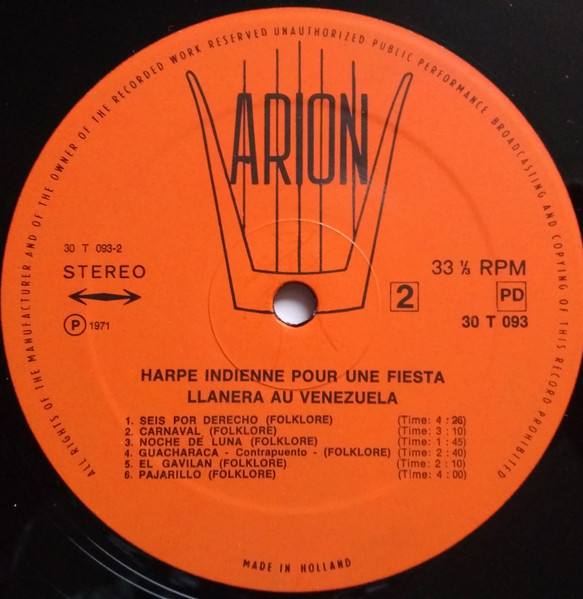 ALL RIGHTS OF THE MANUFACTURER AND OF THE OWNER OF THE RECORDED WORK RESERVED UNAUTHORIZED PUBLIC PERFORMANCE BROADCASTING AND COPYING OF THIS RECORD PROHIBITED
ARION
30 T 093-2
STEREO
33 ⅓ RPM
2
PD
P 1971
30 T 093
HARPE INDIENNE POUR UNE FIESTA
LLANERA AU VENEZUELA
1. SEIS POR DERECHO (FOLKLORE) (Time: 4 : 26)
2. CARNAVAL (FOLKLORE) (Time: 3 : 10)
3. NOCHE DE LUNA (FOLKLORE) (Time: 1 : 45)
4. GUACHARACA - Contrapuento - (FOLKLORE) (Time: 2 : 40)
5. EL GAVILAN (FOLKLORE) (Time: 2 : 10)
6. PAJARILLO (FOLKLORE) (Time: 4 : 00)
MADE IN HOLLAND